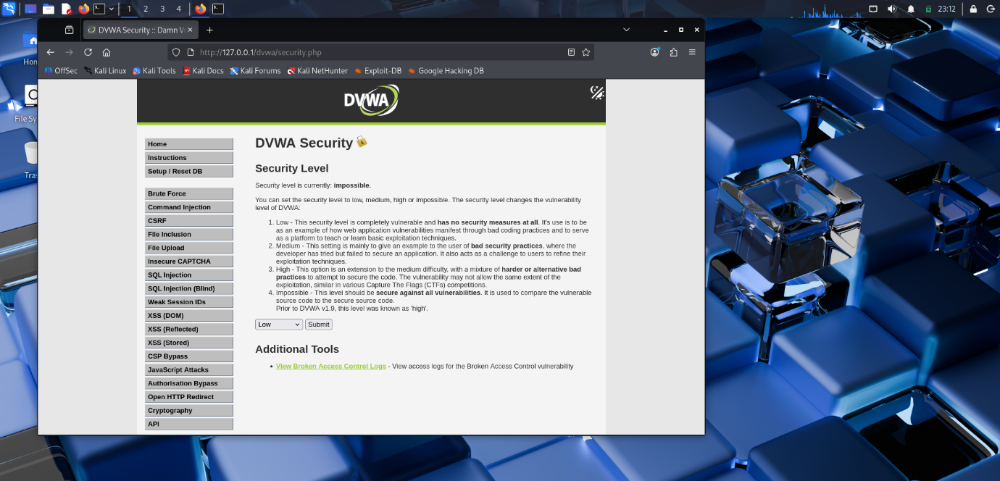 1 2 3 4
23:12
DVWA Security :: Damn V
http://127.0.0.1/dvwa/security.php
OffSec Kali Linux Kali Tools Kali Docs Kali Forums Kali NetHunter Exploit-DB Google Hacking DB
DVWA
Home
Instructions
Setup / Reset DB
Brute Force
Command Injection
CSRF
File Inclusion
File Upload
Insecure CAPTCHA
SQL Injection
SQL Injection (Blind)
Weak Session IDs
XSS (DOM)
XSS (Reflected)
XSS (Stored)
CSP Bypass
JavaScript Attacks
Authorisation Bypass
Open HTTP Redirect
Cryptography
API
DVWA Security
Security Level
Security level is currently: impossible.
You can set the security level to low, medium, high or impossible. The security level changes the vulnerability
level of DVWA:
1. Low - This security level is completely vulnerable and has no security measures at all. It's use is to be
as an example of how web application vulnerabilities manifest through bad coding practices and to serve
as a platform to teach or learn basic exploitation techniques.
2. Medium - This setting is mainly to give an example to the user of bad security practices, where the
developer has tried but failed to secure an application. It also acts as a challenge to users to refine their
exploitation techniques.
3. High - This option is an extension to the medium difficulty, with a mixture of harder or alternative bad
practices to attempt to secure the code. The vulnerability may not allow the same extent of the
exploitation, similar in various Capture The Flags (CTFs) competitions.
4. Impossible - This level should be secure against all vulnerabilities. It is used to compare the vulnerable
source code to the secure source code.
Prior to DVWA v1.9, this level was known as 'high'.
Low Submit
Additional Tools
• View Broken Access Control Logs - View access logs for the Broken Access Control vulnerability
Hom
File Sy
Tra